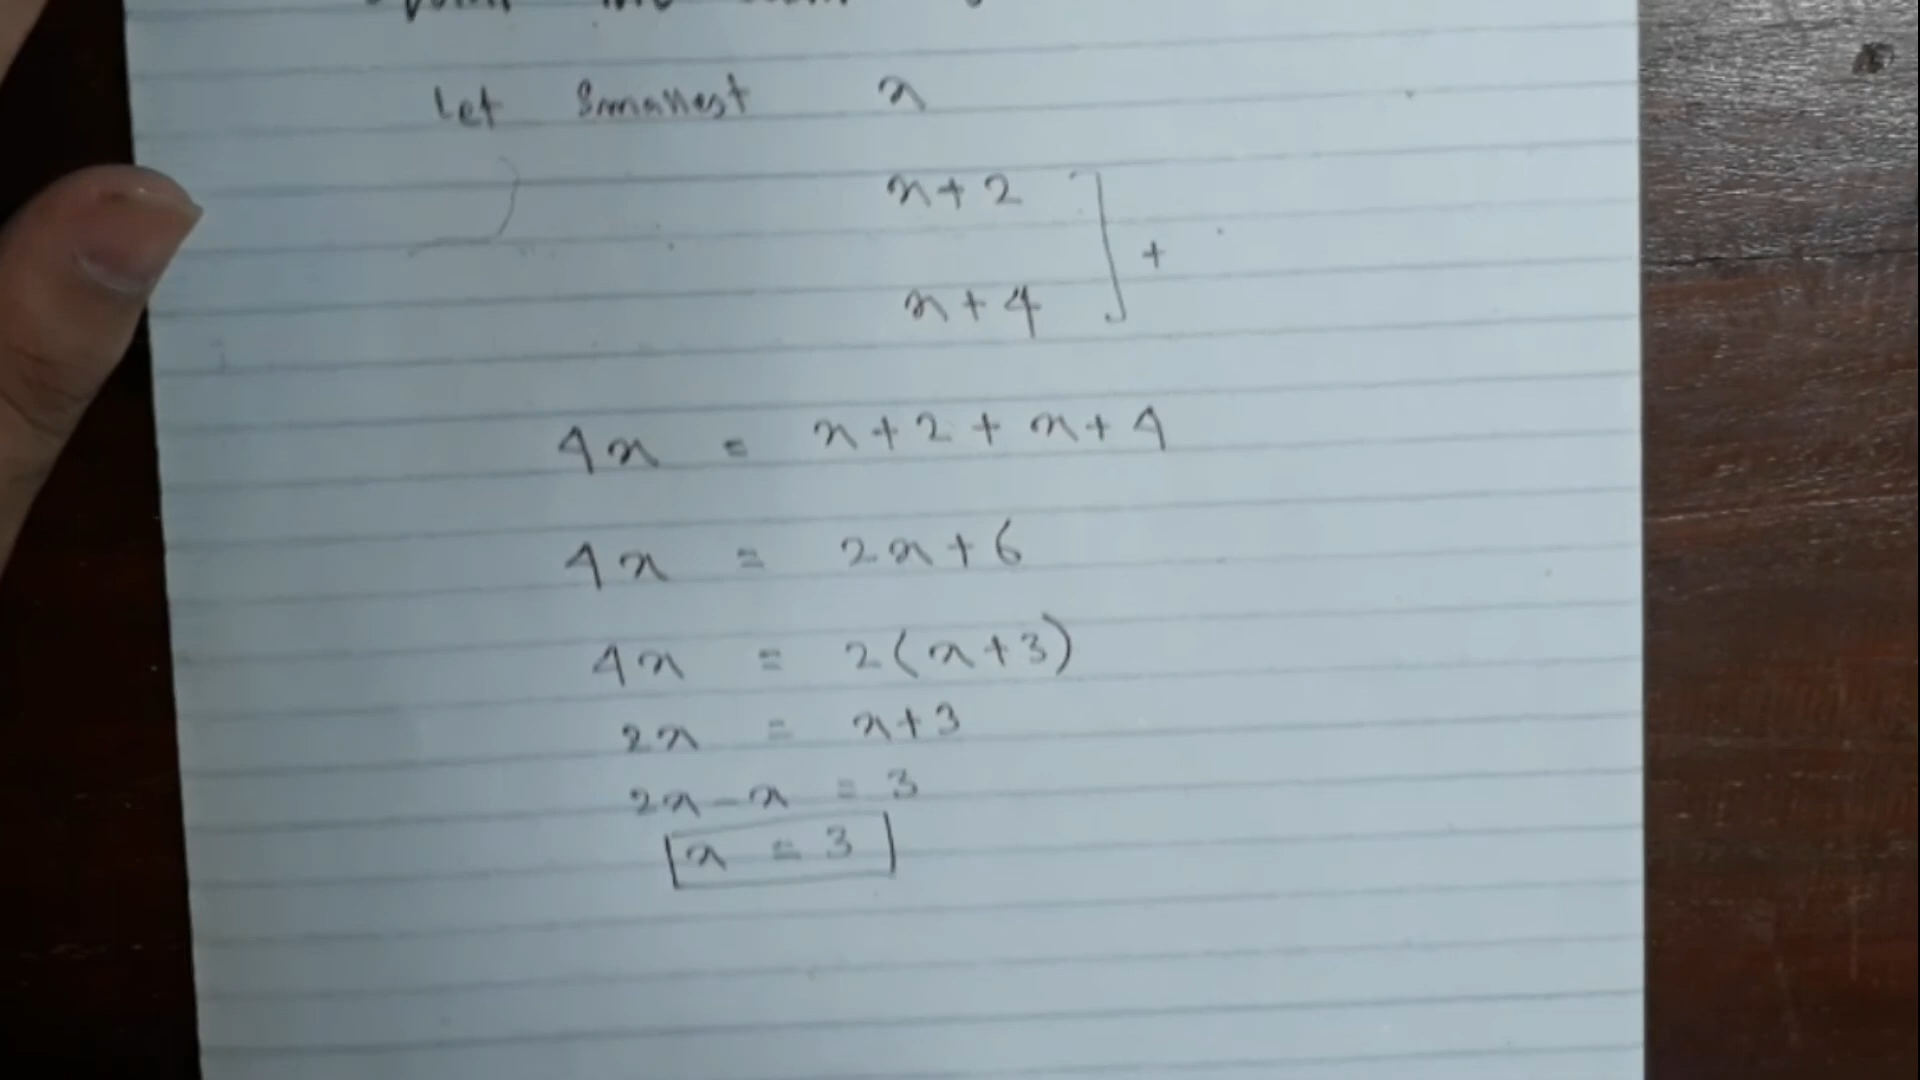 Let Smallest x
x+2
+
x+4
4x = x+2+x+4
4x = 2x+6
4x = 2(x+3)
2x = x+3
2x-x = 3
x = 3